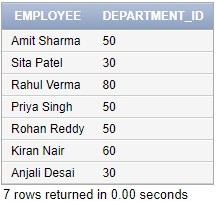 EMPLOYEE DEPARTMENT_ID
Amit Sharma 50
Sita Patel 30
Rahul Verma 80
Priya Singh 50
Rohan Reddy 50
Kiran Nair 60
Anjali Desai 30
7 rows returned in 0.00 seconds